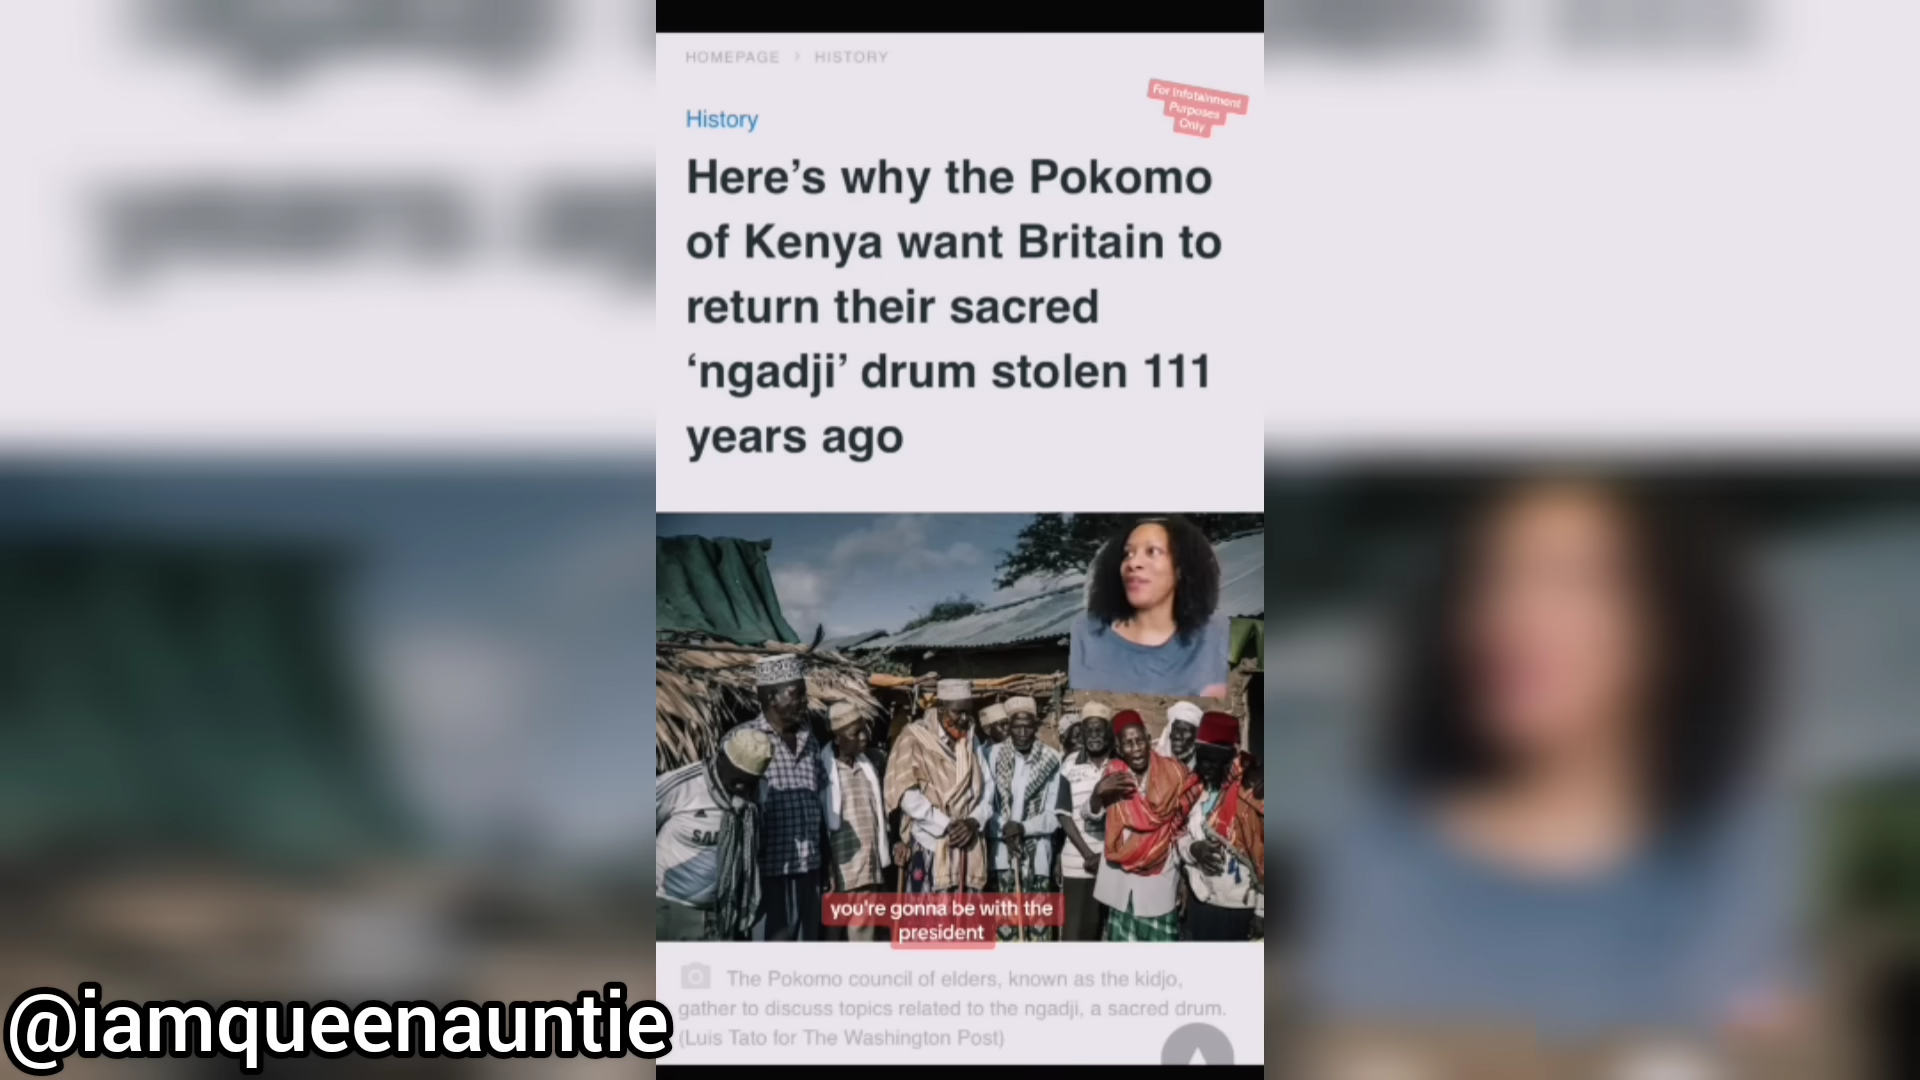 HOMEPAGE > HISTORY
For Infotainment
Purposes
Only
History
Here's why the Pokomo
of Kenya want Britain to
return their sacred
‘ngadji’ drum stolen 111
years ago
SAM
you're gonna be with the
president
The Pokomo council of elders, known as the kidjo,
gather to discuss topics related to the ngadji, a sacred drum.
(Luis Tato for The Washington Post)
@iamqueenauntie